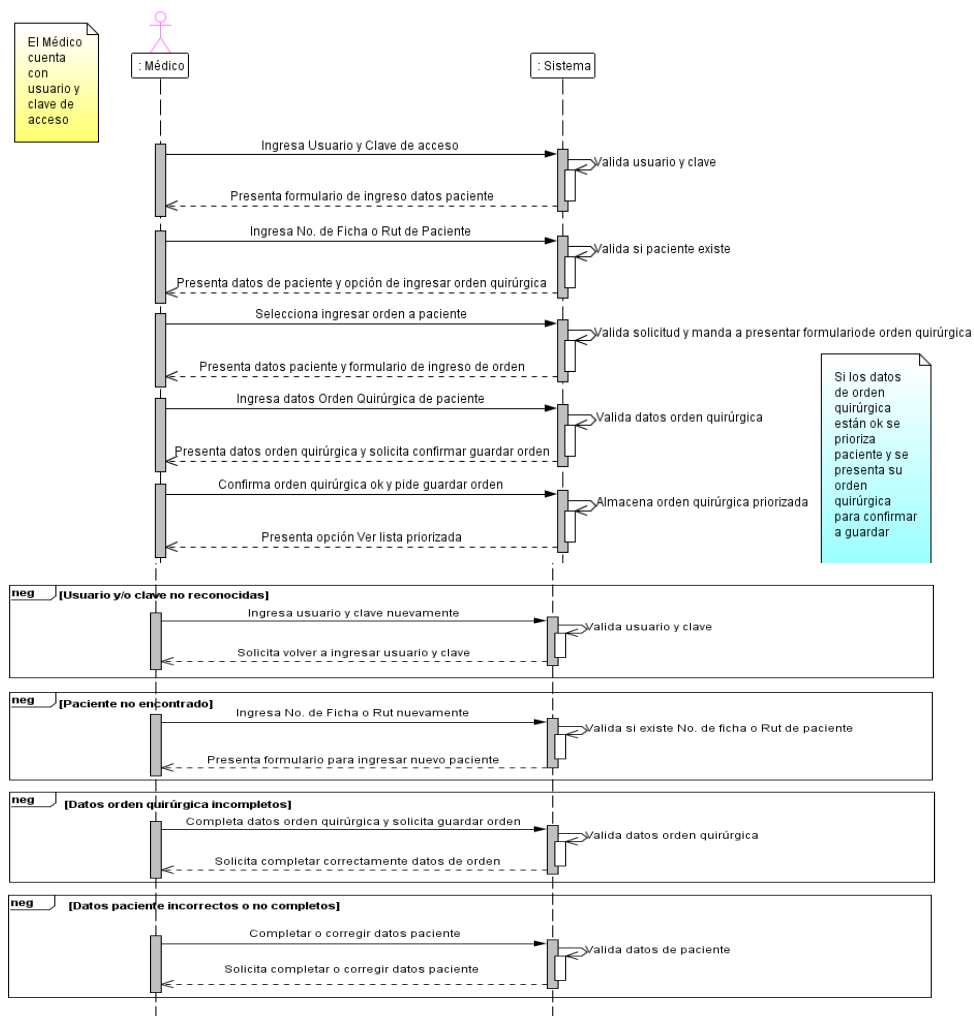 El Médico
cuenta
con
usuario y
clave de
acceso
: Médico
: Sistema
Ingresa Usuario y Clave de acceso
Valida usuario y clave
Presenta formulario de ingreso datos paciente
Ingresa No. de Ficha o Rut de Paciente
Valida si paciente existe
Presenta datos de paciente y opción de ingresar orden quirúrgica
Selecciona ingresar orden a paciente
Valida solicitud y manda a presentar formulariode orden quirúrgica
Presenta datos paciente y formulario de ingreso de orden
Si los datos
de orden
quirúrgica
están ok se
prioriza
paciente y se
presenta su
orden
quirúrgica
para confirmar
a guardar
Ingresa datos Orden Quirúrgica de paciente
Valida datos orden quirúrgica
Presenta datos orden quirúrgica y solicita confirmar guardar orden
Confirma orden quirúrgica ok y pide guardar orden
Almacena orden quirúrgica priorizada
Presenta opción Ver lista priorizada
neg
[Usuario y/o clave no reconocidas]
Ingresa usuario y clave nuevamente
Valida usuario y clave
Solicita volver a ingresar usuario y clave
neg
[Paciente no encontrado]
Ingresa No. de Ficha o Rut nuevamente
Valida si existe No. de ficha o Rut de paciente
Presenta formulario para ingresar nuevo paciente
neg
[Datos orden quirúrgica incompletos]
Completa datos orden quirúrgica y solicita guardar orden
Valida datos orden quirúrgica
Solicita completar correctamente datos de orden
neg
[Datos paciente incorrectos o no completos]
Completar o corregir datos paciente
Valida datos de paciente
Solicita completar o corregir datos paciente